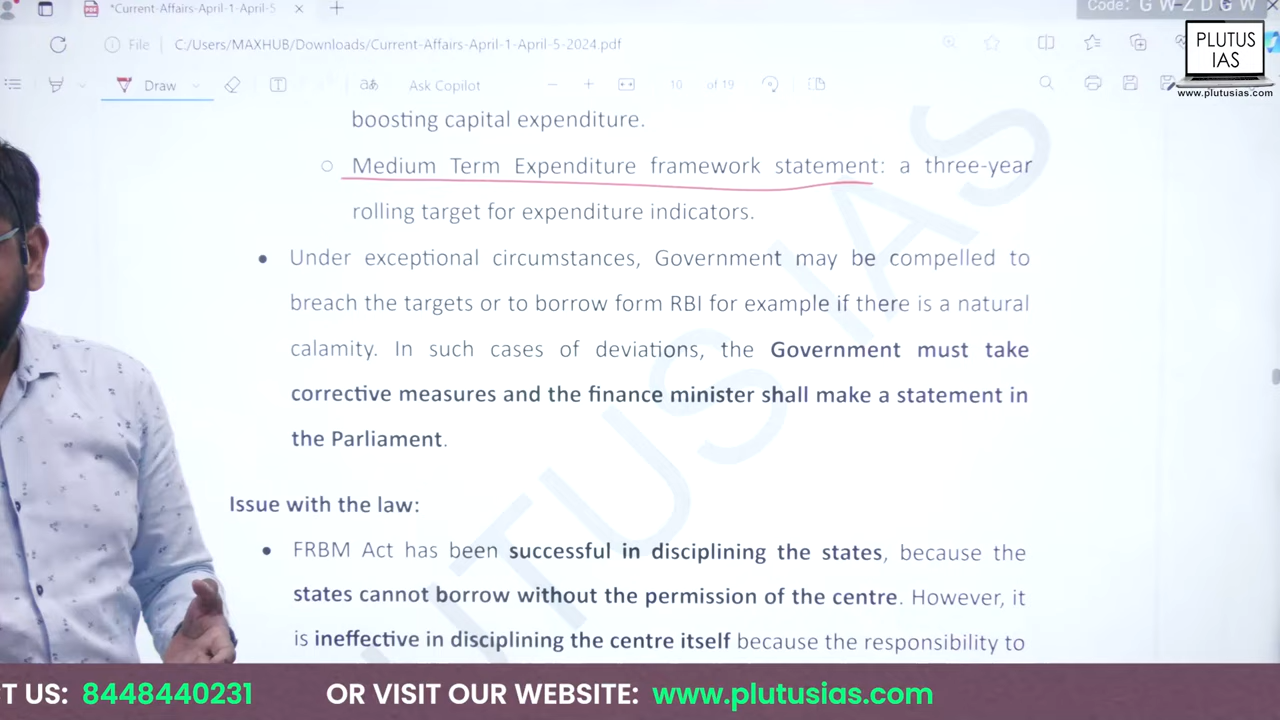 *Current-Affairs-April-1-April-5
Code: G W-Z D G W
File C:/Users/MAXHUB/Downloads/Current-Affairs-April-1-April-5-2024.pdf
PLUTUS
IAS
www.plutusias.com
Draw Ask Copilot 10 of 19
boosting capital expenditure.
○ Medium Term Expenditure framework statement: a three-year
rolling target for expenditure indicators.
• Under exceptional circumstances, Government may be compelled to
breach the targets or to borrow form RBI for example if there is a natural
calamity. In such cases of deviations, the Government must take
corrective measures and the finance minister shall make a statement in
the Parliament.
Issue with the law:
• FRBM Act has been successful in disciplining the states, because the
states cannot borrow without the permission of the centre. However, it
is ineffective in disciplining the centre itself because the responsibility to
UTUS IAS
T US: 8448440231 OR VISIT OUR WEBSITE: www.plutusias.com